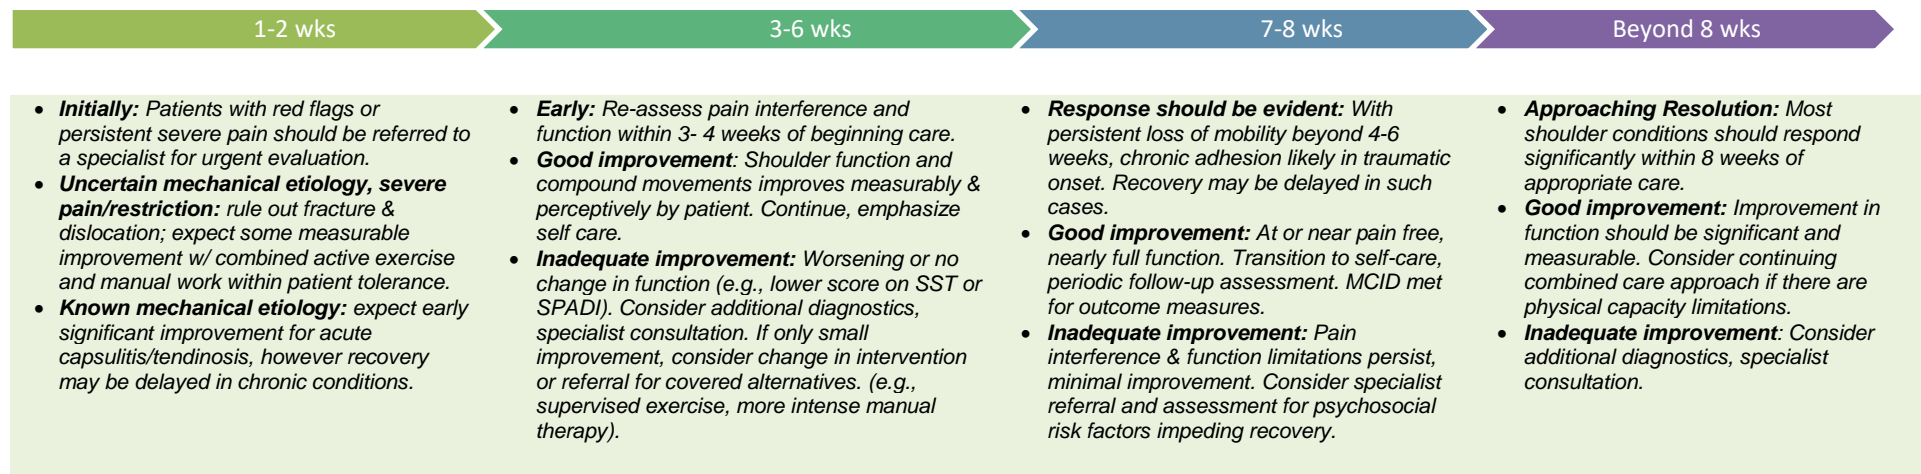 1-2 wks
3-6 wks
7-8 wks
Beyond 8 wks
• Initially: Patients with red flags or
persistent severe pain should be referred to
a specialist for urgent evaluation.
• Uncertain mechanical etiology, severe
pain/restriction: rule out fracture &
dislocation; expect some measurable
improvement w/ combined active exercise
and manual work within patient tolerance.
• Known mechanical etiology: expect early
significant improvement for acute
capsulitis/tendinosis, however recovery
may be delayed in chronic conditions.
• Early: Re-assess pain interference and
function within 3- 4 weeks of beginning care.
• Good improvement: Shoulder function and
compound movements improves measurably &
perceptively by patient. Continue, emphasize
self care.
• Inadequate improvement: Worsening or no
change in function (e.g., lower score on SST or
SPADI). Consider additional diagnostics,
specialist consultation. If only small
improvement, consider change in intervention
or referral for covered alternatives. (e.g.,
supervised exercise, more intense manual
therapy).
• Response should be evident: With
persistent loss of mobility beyond 4-6
weeks, chronic adhesion likely in traumatic
onset. Recovery may be delayed in such
cases.
• Good improvement: At or near pain free,
nearly full function. Transition to self-care,
periodic follow-up assessment. MCID met
for outcome measures.
• Inadequate improvement: Pain
interference & function limitations persist,
minimal improvement. Consider specialist
referral and assessment for psychosocial
risk factors impeding recovery.
• Approaching Resolution: Most
shoulder conditions should respond
significantly within 8 weeks of
appropriate care.
• Good improvement: Improvement in
function should be significant and
measurable. Consider continuing
combined care approach if there are
physical capacity limitations.
• Inadequate improvement: Consider
additional diagnostics, specialist
consultation.